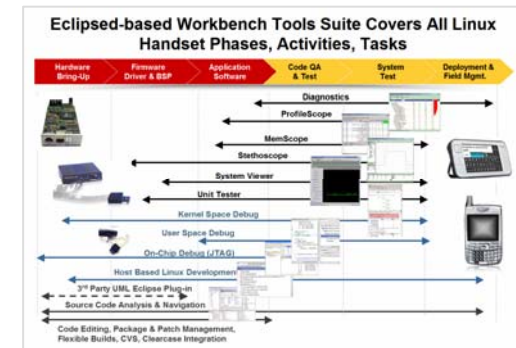 Eclipsed-based Workbench Tools Suite Covers All Linux
Handset Phases, Activities, Tasks
Hardware
Bring-Up
Firmware
Driver & BSP
Application
Software
Code QA
& Test
System
Test
Deployment &
Field Mgmt.
Diagnostics
ProfileScope
MemScope
Stethoscope
System Viewer
Unit Tester
Kernel Space Debug
User Space Debug
On-Chip Debug (JTAG)
Host Based Linux Development
3rd Party UML Eclipse Plug-in
Source Code Analysis & Navigation
Code Editing, Package & Patch Management,
Flexible Builds, CVS, Clearcase Integration